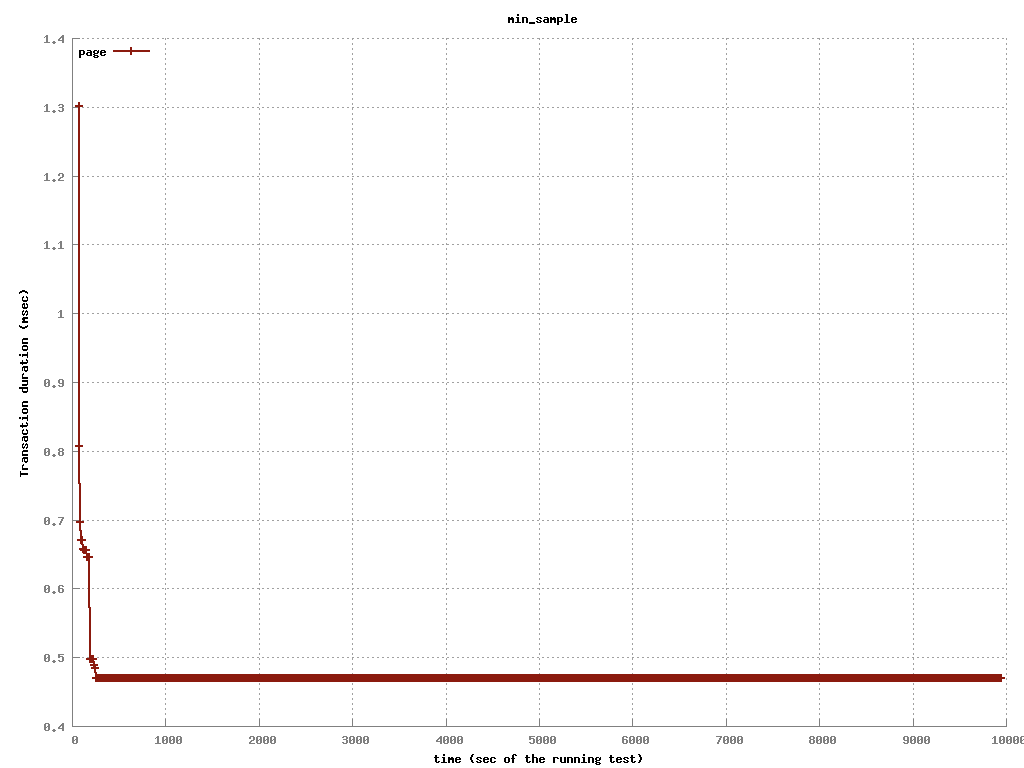 min_sample
page
1.4
1.3
1.2
1.1
1
0.9
0.8
0.7
0.6
0.5
0.4
Transaction duration (msec)
0 1000 2000 3000 4000 5000 6000 7000 8000 9000 10000
time (sec of the running test)